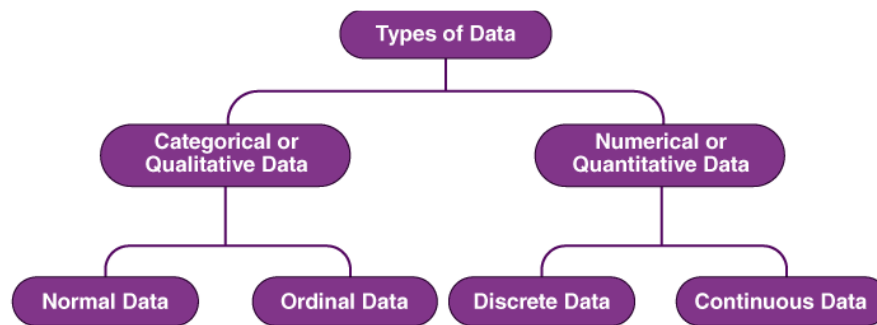 Types of Data
Categorical or
Qualitative Data
Numerical or
Quantitative Data
Normal Data
Ordinal Data
Discrete Data
Continuous Data